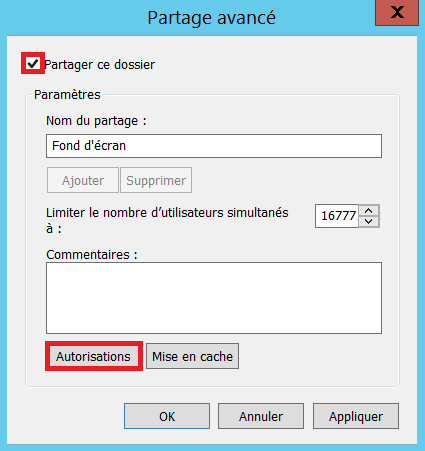 Partage avancé
x
Partager ce dossier
Paramètres
Nom du partage :
Fond d'écran
Ajouter Supprimer
Limiter le nombre d’utilisateurs simultanés
à :
16777
Commentaires :
Autorisations Mise en cache
OK Annuler Appliquer